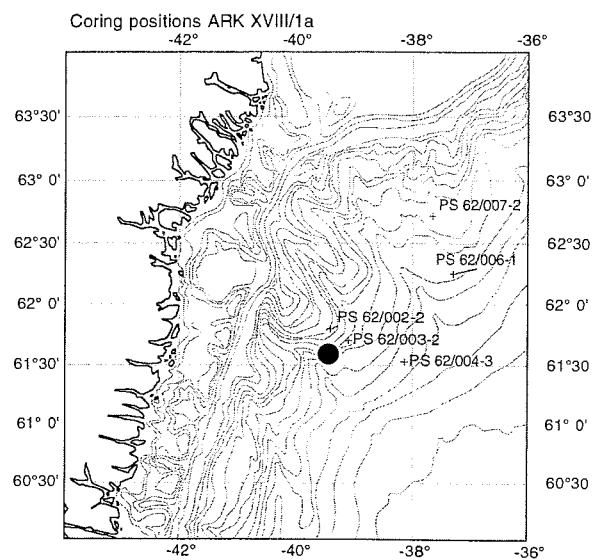 Coring positions ARK XVIII/1a
-42° -40° -38° -36°
63°30' 63°30'
63° 0' 63° 0'
PS 62/007-2
62°30' 62°30'
PS 62/006-1
62° 0' 62° 0'
PS 62/002-2
PS 62/003-2
61°30' PS 62/004-3 61°30'
61° 0' 61° 0'
60°30' 60°30'
-42° -40° -38° -36°